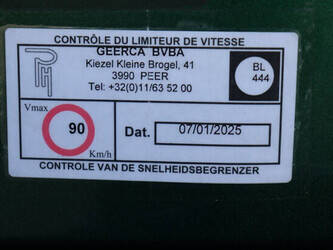 CONTRÔLE DU LIMITEUR DE VITESSE
GEERCA BVBA
Kiezel Kleine Brogel, 41
3990 PEER
Tel: +32(0)11/63 52 00
BL
444
Vmax
90
Km/h
Dat. 07/01/2025
CONTROLE VAN DE SNELHEIDSBEGRENZER